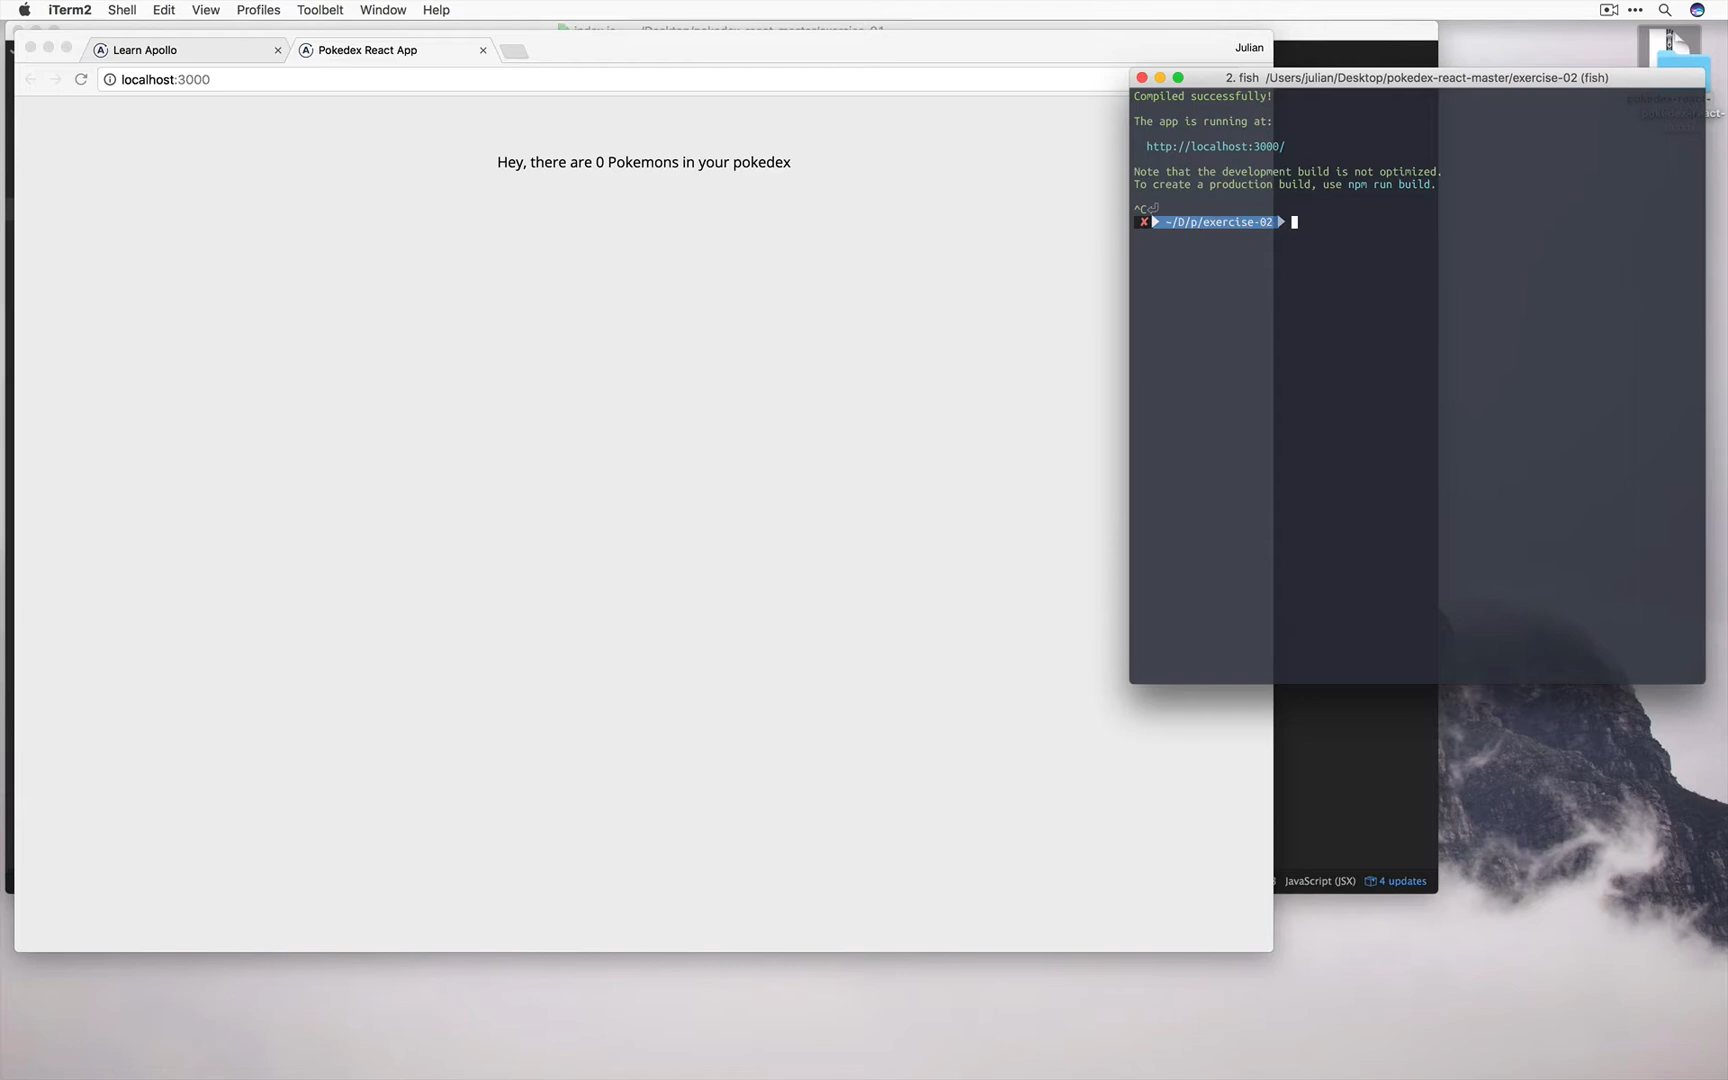 iTerm2 Shell Edit View Profiles Toolbelt Window Help
Learn Apollo
Pokedex React App
Julian
localhost:3000
Hey, there are 0 Pokemons in your pokedex
2. fish /Users/julian/Desktop/pokedex-react-master/exercise-02 (fish)
Compiled successfully!
The app is running at:
http://localhost:3000/
Note that the development build is not optimized.
To create a production build, use npm run build.
^C⏎
✘ ~/D/p/exercise-02
JavaScript (JSX) 4 updates